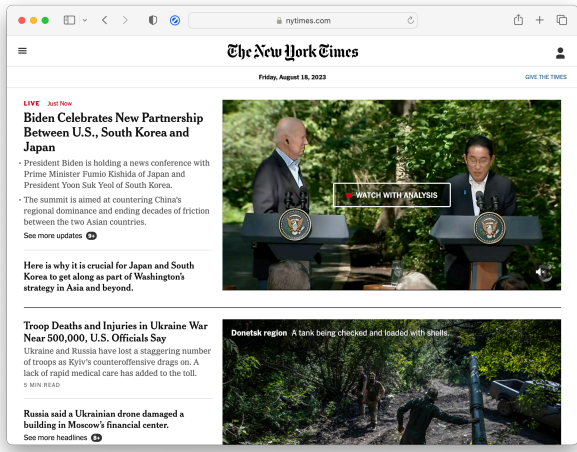 nytimes.com
The New York Times
Friday, August 18, 2023
GIVE THE TIMES
LIVE Just Now
Biden Celebrates New Partnership
Between U.S., South Korea and
Japan
• President Biden is holding a news conference with
Prime Minister Fumio Kishida of Japan and
President Yoon Suk Yeol of South Korea.
• The summit is aimed at countering China's
regional dominance and ending decades of friction
between the two Asian countries.
See more updates 9+
WATCH WITH ANALYSIS
Here is why it is crucial for Japan and South
Korea to get along as part of Washington's
strategy in Asia and beyond.
Troop Deaths and Injuries in Ukraine War
Near 500,000, U.S. Officials Say
Ukraine and Russia have lost a staggering number
of troops as Kyiv's counteroffensive drags on. A
lack of rapid medical care has added to the toll.
5 MIN READ
Donetsk region A tank being checked and loaded with shells.
Russia said a Ukrainian drone damaged a
building in Moscow's financial center.
See more headlines